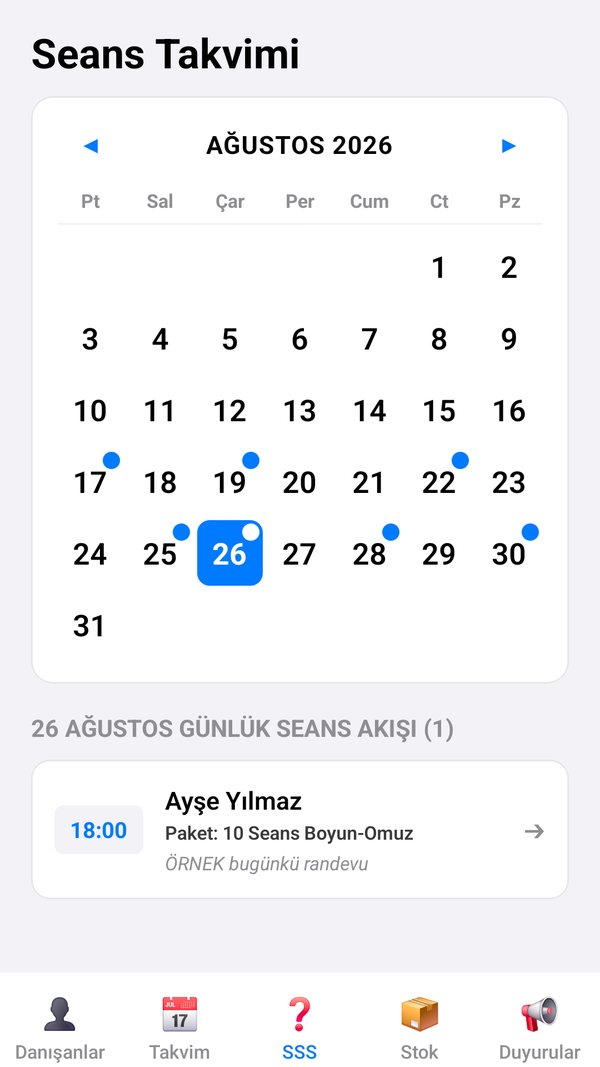 Seans Takvimi
◀ AĞUSTOS 2026 ▶
Pt Sal Çar Per Cum Ct Pz
1 2
3 4 5 6 7 8 9
10 11 12 13 14 15 16
17 18 19 20 21 22 23
24 25 26 27 28 29 30
31
26 AĞUSTOS GÜNLÜK SEANS AKIŞI (1)
18:00
Ayşe Yılmaz
Paket: 10 Seans Boyun-Omuz
ÖRNEK bugünkü randevu
JUL
17
Danışanlar Takvim SSS Stok Duyurular